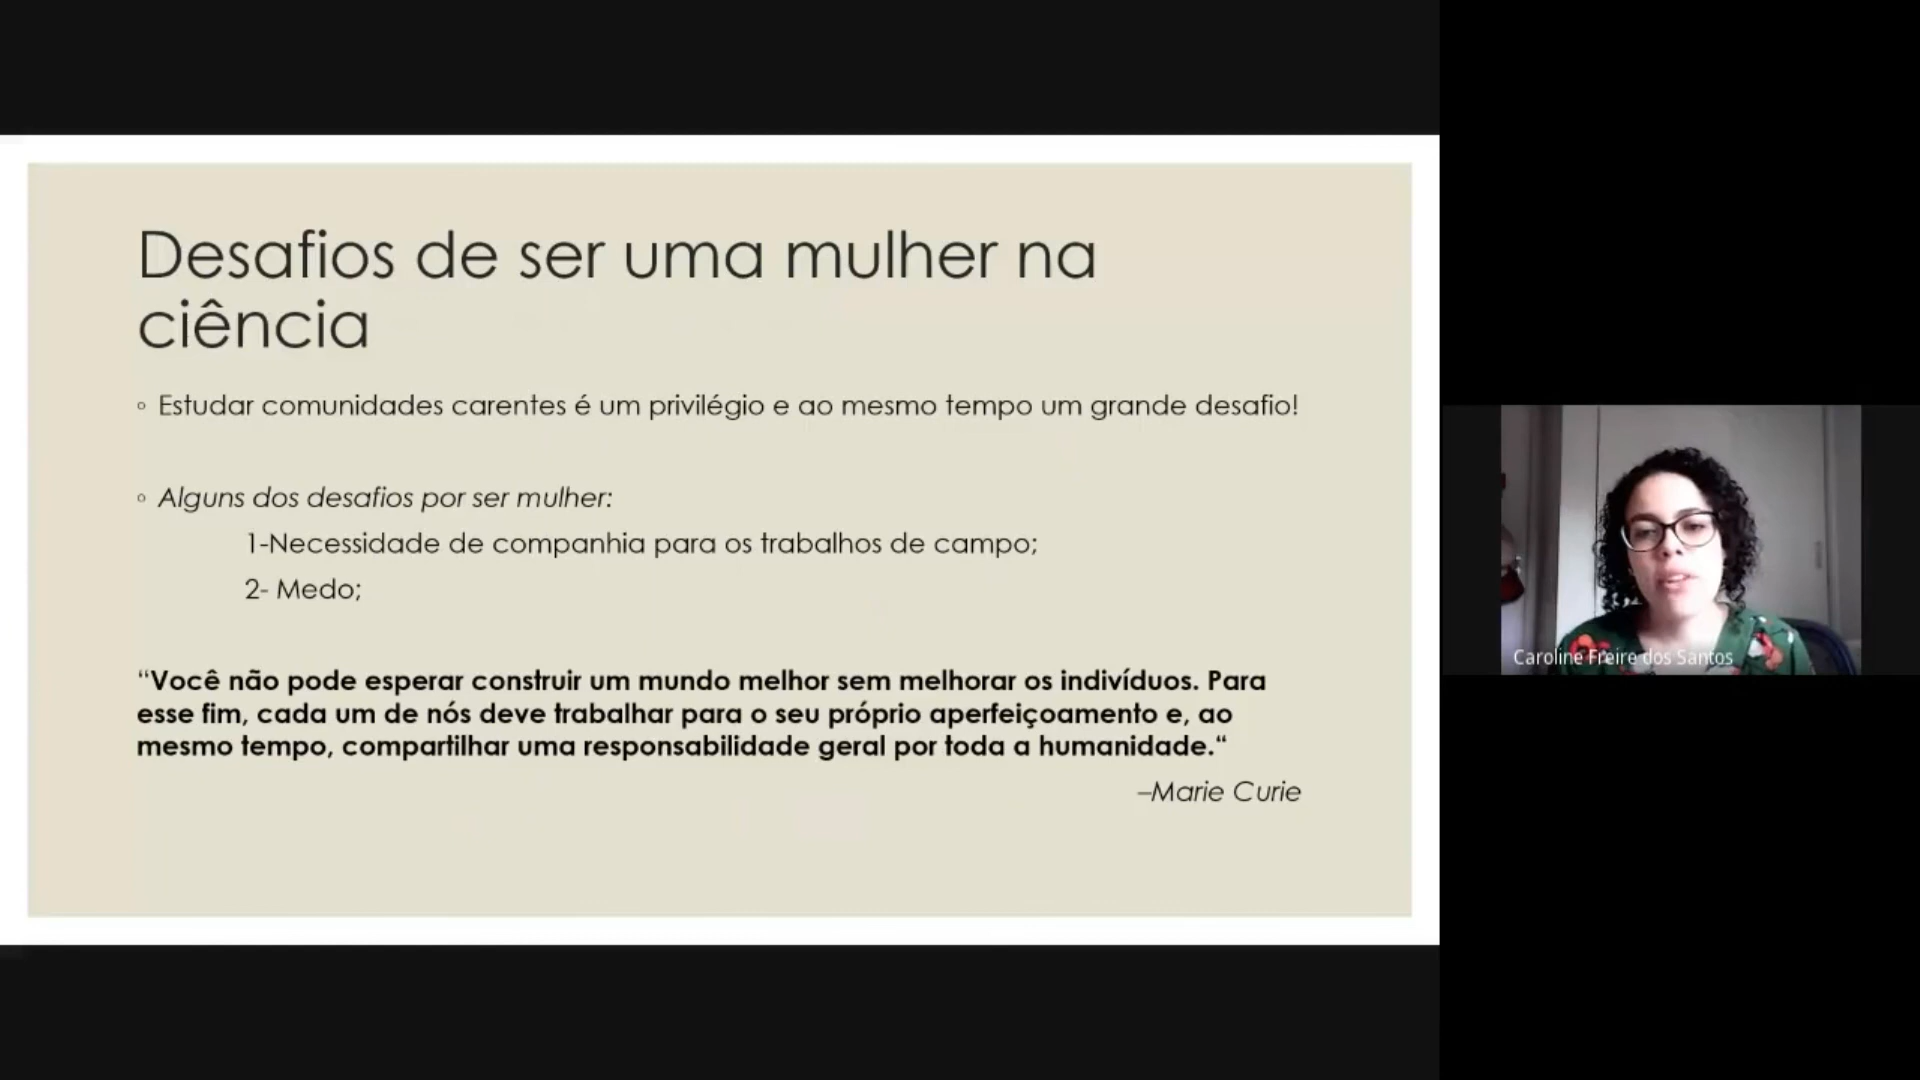 Desafios de ser uma mulher na
ciência
◦ Estudar comunidades carentes é um privilégio e ao mesmo tempo um grande desafio!
◦ Alguns dos desafios por ser mulher:
1-Necessidade de companhia para os trabalhos de campo;
2- Medo;
“Você não pode esperar construir um mundo melhor sem melhorar os indivíduos. Para
esse fim, cada um de nós deve trabalhar para o seu próprio aperfeiçoamento e, ao
mesmo tempo, compartilhar uma responsabilidade geral por toda a humanidade.“
–Marie Curie
Caroline Freire dos Santos